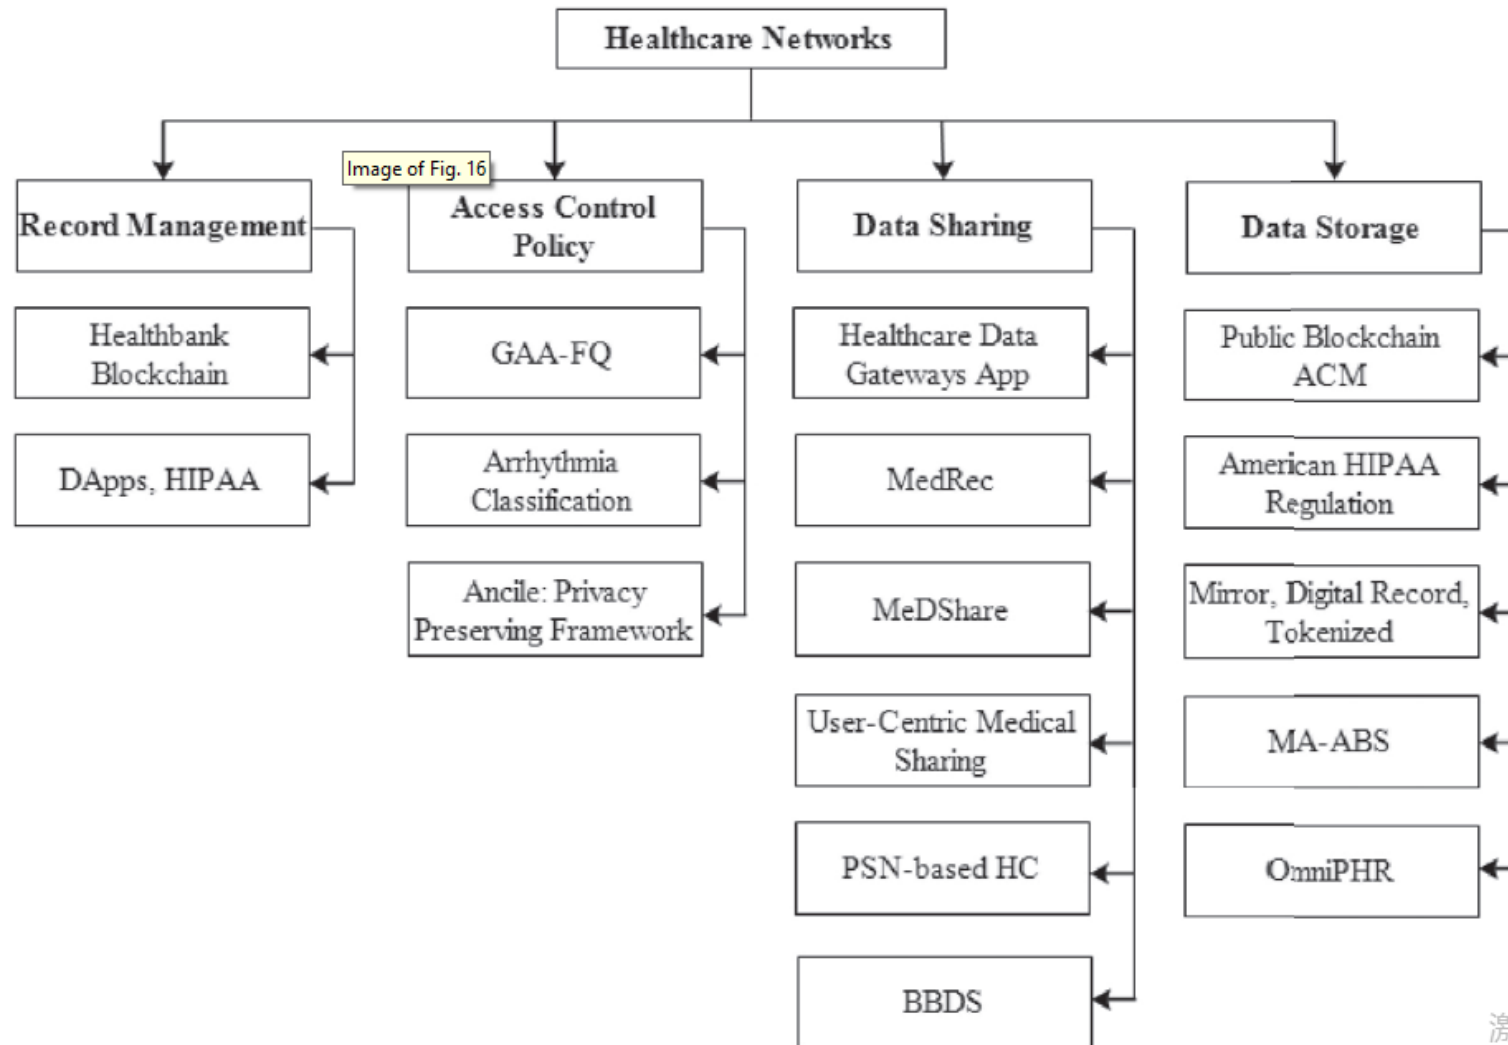 Healthcare Networks
Image of Fig. 16
Record Management
Access Control
Policy
Data Sharing
Data Storage
Healthbank
Blockchain
GAA-FQ
Healthcare Data
Gateways App
Public Blockchain
ACM
DApps, HIPAA
Arrhythmia
Classification
MedRec
American HIPAA
Regulation
Ancile: Privacy
Preserving Framework
MeDShare
Mirror, Digital Record,
Tokenized
User-Centric Medical
Sharing
MA-ABS
PSN-based HC
OmniPHR
BBDS